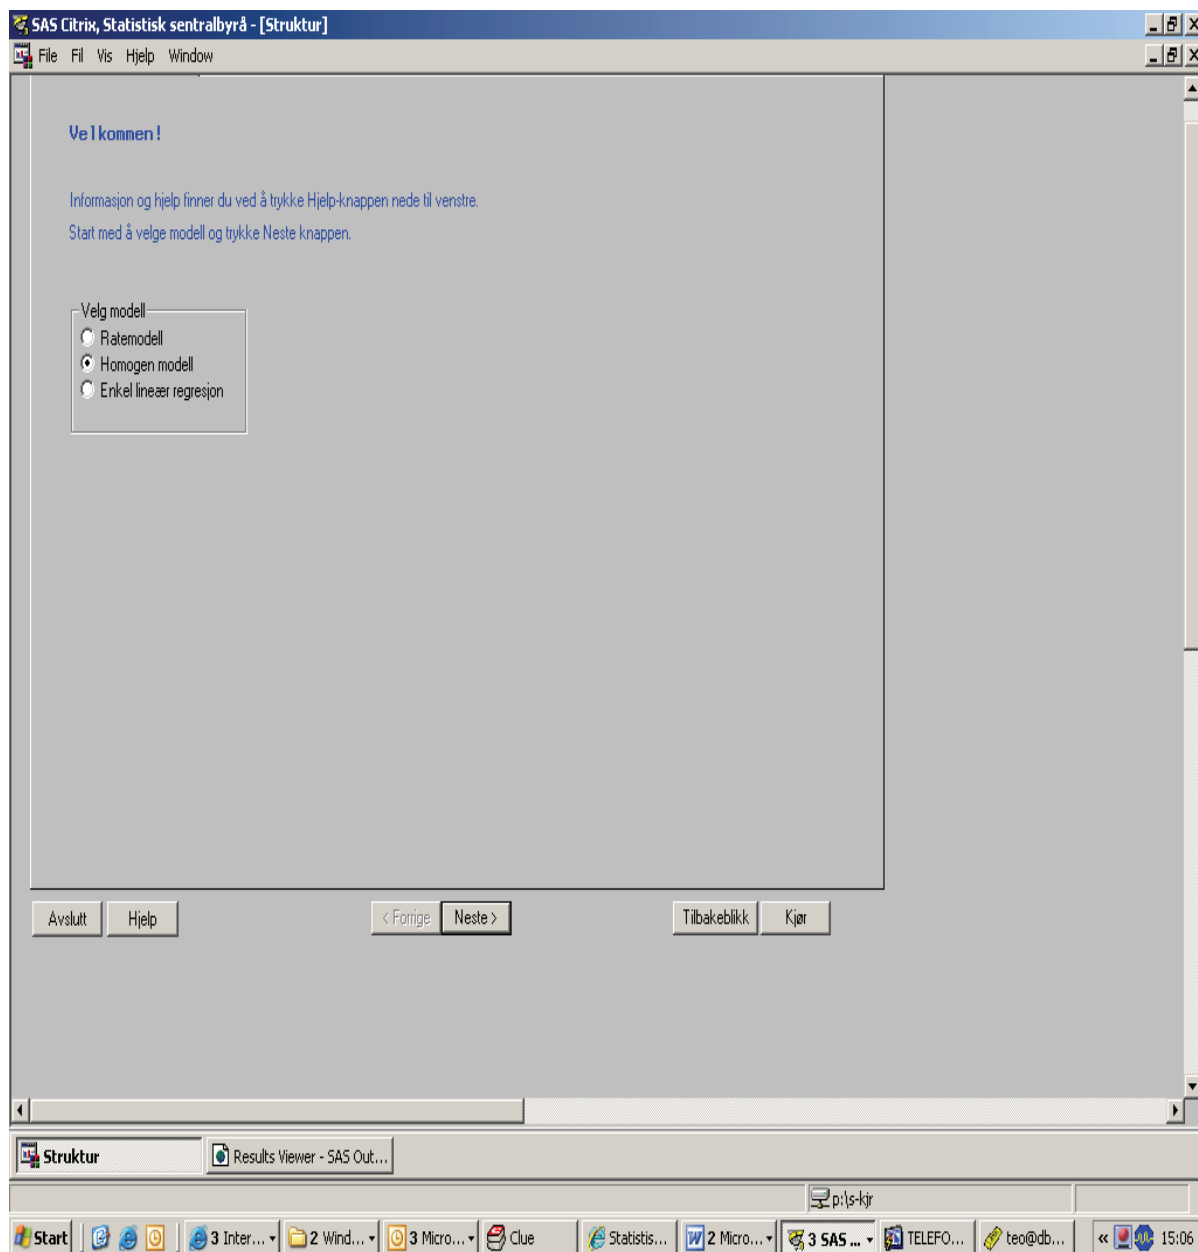 SAS Citrix, Statistisk sentralbyrå - [Struktur]
File Fil Vis Hjelp Window
Velkommen!
Informasjon og hjelp finner du ved å trykke Hjelp-knappen nede til venstre.
Start med å velge modell og trykke Neste knappen.
Velg modell
Ratemodell
Homogen modell
Enkel lineær regresjon
Avslutt Hjelp < Forrige Neste > Tilbakeblikk Kjør
Struktur Results Viewer - SAS Out...
p:\s-kjr
Start 3 Inter... 2 Wind... 3 Micro... Clue Statistis... 2 Micro... 3 SAS ... TELEFO... teo@db... « 15:06